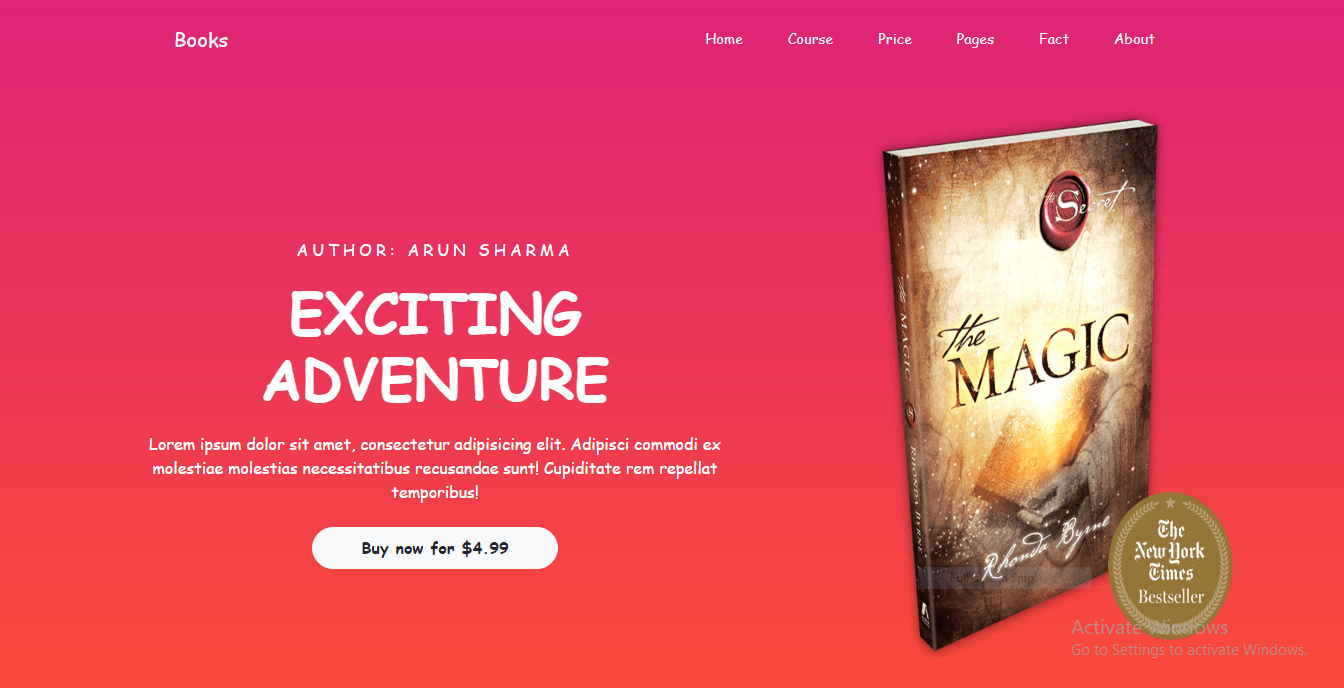 Books
Home Course Price Pages Fact About
AUTHOR: ARUN SHARMA
EXCITING
ADVENTURE
Lorem ipsum dolor sit amet, consectetur adipisicing elit. Adipisci commodi ex
molestiae molestias necessitatibus recusandae sunt! Cupiditate rem repellat
temporibus!
Buy now for $4.99
the Secret
the
MAGIC
Rhonda Byrne
the MAGIC
RHONDA BYRNE
The
New York
Times
Bestseller
Activate Windows
Go to Settings to activate Windows.